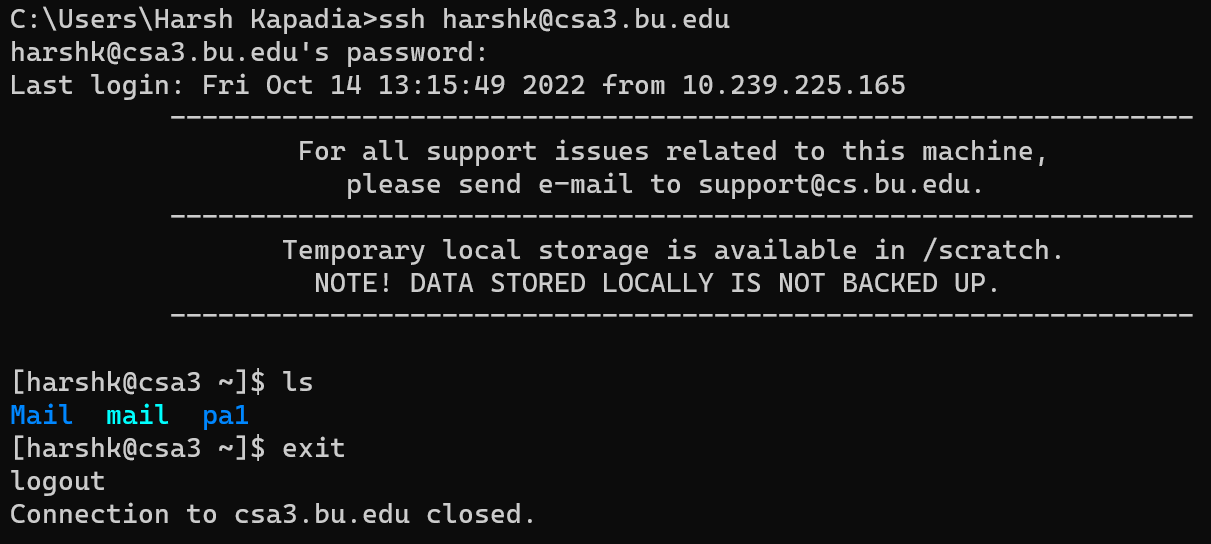 C:\Users\Harsh Kapadia>ssh harshk@csa3.bu.edu
harshk@csa3.bu.edu's password:
Last login: Fri Oct 14 13:15:49 2022 from 10.239.225.165
----------------------------------------------------------------
For all support issues related to this machine,
please send e-mail to support@cs.bu.edu.
----------------------------------------------------------------
Temporary local storage is available in /scratch.
NOTE! DATA STORED LOCALLY IS NOT BACKED UP.
----------------------------------------------------------------
[harshk@csa3 ~]$ ls
Mail  mail  pa1
[harshk@csa3 ~]$ exit
logout
Connection to csa3.bu.edu closed.